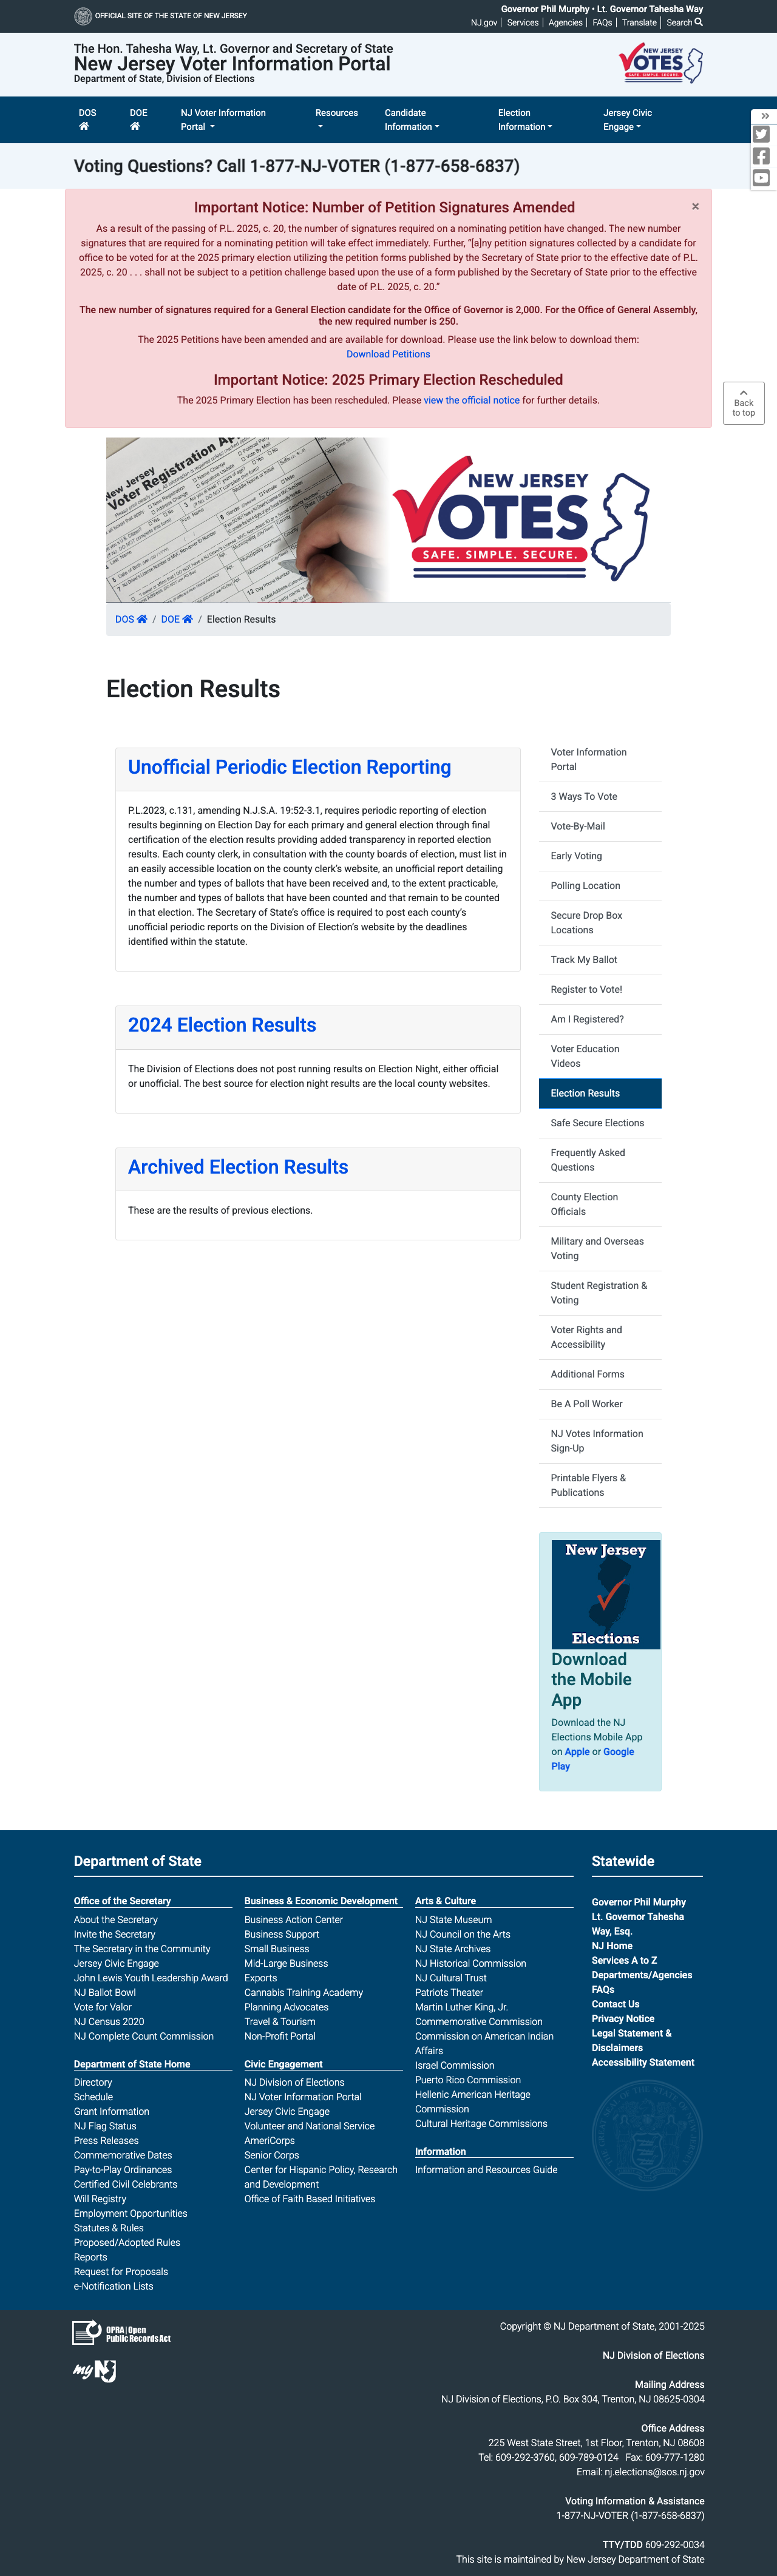 OFFICIAL SITE OF THE STATE OF NEW JERSEY
Governor Phil Murphy • Lt. Governor Tahesha Way
NJ.gov | Services | Agencies | FAQs | Translate | Search
The Hon. Tahesha Way, Lt. Governor and Secretary of State
New Jersey Voter Information Portal
Department of State, Division of Elections
NEW JERSEY
VOTES
SAFE. SIMPLE. SECURE.
DOS
DOE
NJ Voter Information
Portal
Resources
Candidate
Information
Election
Information
Jersey Civic
Engage
Voting Questions? Call 1-877-NJ-VOTER (1-877-658-6837)
Important Notice: Number of Petition Signatures Amended
×
As a result of the passing of P.L. 2025, c. 20, the number of signatures required on a nominating petition have changed. The new number
signatures that are required for a nominating petition will take effect immediately. Further, “[a]ny petition signatures collected by a candidate for
office to be voted for at the 2025 primary election utilizing the petition forms published by the Secretary of State prior to the effective date of P.L.
2025, c. 20 . . . shall not be subject to a petition challenge based upon the use of a form published by the Secretary of State prior to the effective
date of P.L. 2025, c. 20.”
The new number of signatures required for a General Election candidate for the Office of Governor is 2,000. For the Office of General Assembly,
the new required number is 250.
The 2025 Petitions have been amended and are available for download. Please use the link below to download them:
Download Petitions
Important Notice: 2025 Primary Election Rescheduled
The 2025 Primary Election has been rescheduled. Please view the official notice for further details.
Back
to top
New Jersey
Voter Registration Ap
NEW JERSEY
VOTES
SAFE. SIMPLE. SECURE.
DOS / DOE / Election Results
Election Results
Unofficial Periodic Election Reporting
P.L.2023, c.131, amending N.J.S.A. 19:52-3.1, requires periodic reporting of election
results beginning on Election Day for each primary and general election through final
certification of the election results providing added transparency in reported election
results. Each county clerk, in consultation with the county boards of election, must list in
an easily accessible location on the county clerk’s website, an unofficial report detailing
the number and types of ballots that have been received and, to the extent practicable,
the number and types of ballots that have been counted and that remain to be counted
in that election. The Secretary of State’s office is required to post each county’s
unofficial periodic reports on the Division of Election’s website by the deadlines
identified within the statute.
2024 Election Results
The Division of Elections does not post running results on Election Night, either official
or unofficial. The best source for election night results are the local county websites.
Archived Election Results
These are the results of previous elections.
Voter Information
Portal
3 Ways To Vote
Vote-By-Mail
Early Voting
Polling Location
Secure Drop Box
Locations
Track My Ballot
Register to Vote!
Am I Registered?
Voter Education
Videos
Election Results
Safe Secure Elections
Frequently Asked
Questions
County Election
Officials
Military and Overseas
Voting
Student Registration &
Voting
Voter Rights and
Accessibility
Additional Forms
Be A Poll Worker
NJ Votes Information
Sign-Up
Printable Flyers &
Publications
New Jersey
Elections
Download
the Mobile
App
Download the NJ
Elections Mobile App
on Apple or Google
Play
Department of State
Office of the Secretary
About the Secretary
Invite the Secretary
The Secretary in the Community
Jersey Civic Engage
John Lewis Youth Leadership Award
NJ Ballot Bowl
Vote for Valor
NJ Census 2020
NJ Complete Count Commission
Department of State Home
Directory
Schedule
Grant Information
NJ Flag Status
Press Releases
Commemorative Dates
Pay-to-Play Ordinances
Certified Civil Celebrants
Will Registry
Employment Opportunities
Statutes & Rules
Proposed/Adopted Rules
Reports
Request for Proposals
e-Notification Lists
Business & Economic Development
Business Action Center
Business Support
Small Business
Mid-Large Business
Exports
Cannabis Training Academy
Planning Advocates
Travel & Tourism
Non-Profit Portal
Civic Engagement
NJ Division of Elections
NJ Voter Information Portal
Jersey Civic Engage
Volunteer and National Service
AmeriCorps
Senior Corps
Center for Hispanic Policy, Research
and Development
Office of Faith Based Initiatives
Arts & Culture
NJ State Museum
NJ Council on the Arts
NJ State Archives
NJ Historical Commission
NJ Cultural Trust
Patriots Theater
Martin Luther King, Jr.
Commemorative Commission
Commission on American Indian
Affairs
Israel Commission
Puerto Rico Commission
Hellenic American Heritage
Commission
Cultural Heritage Commissions
Information
Information and Resources Guide
Statewide
Governor Phil Murphy
Lt. Governor Tahesha
Way, Esq.
NJ Home
Services A to Z
Departments/Agencies
FAQs
Contact Us
Privacy Notice
Legal Statement &
Disclaimers
Accessibility Statement
OPRA | Open
Public Records Act
my NJ
Copyright © NJ Department of State, 2001-2025
NJ Division of Elections
Mailing Address
NJ Division of Elections, P.O. Box 304, Trenton, NJ 08625-0304
Office Address
225 West State Street, 1st Floor, Trenton, NJ 08608
Tel: 609-292-3760, 609-789-0124 Fax: 609-777-1280
Email: nj.elections@sos.nj.gov
Voting Information & Assistance
1-877-NJ-VOTER (1-877-658-6837)
TTY/TDD 609-292-0034
This site is maintained by New Jersey Department of State